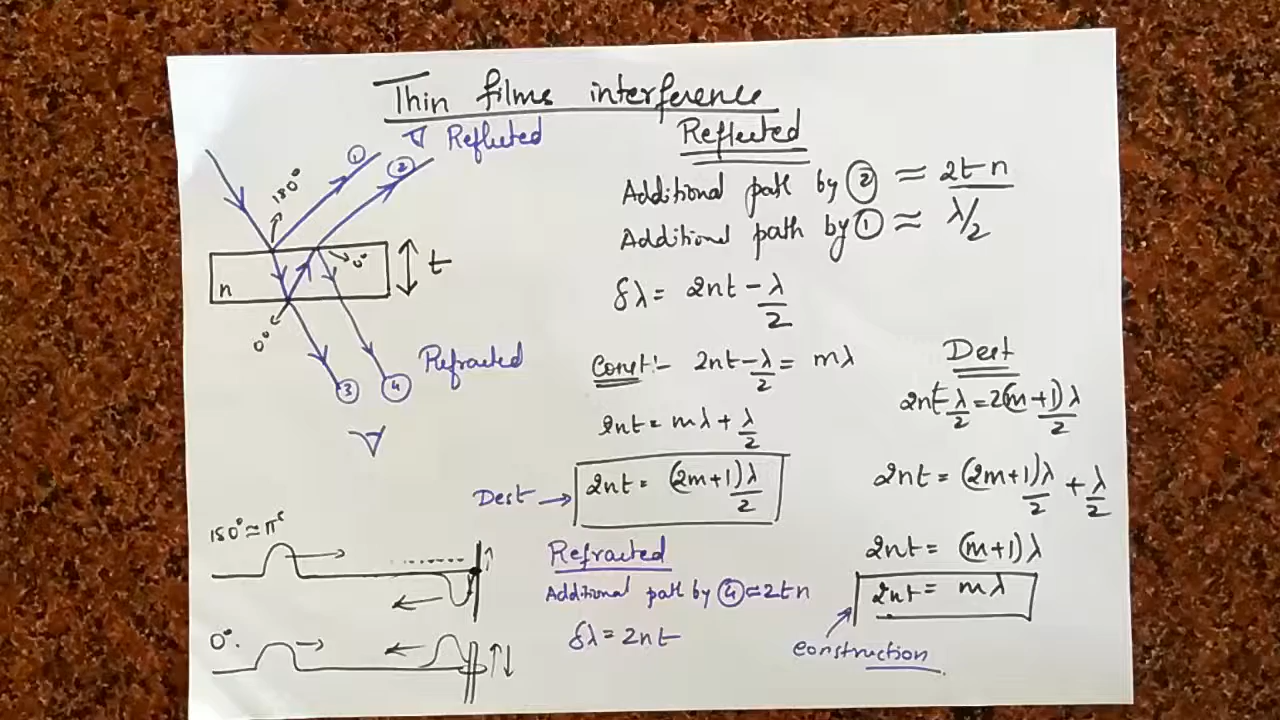 Thin films interference
Reflected
① ②
180°
0°
n
t
0°
Refracted
③ ④
Reflected
Additional path by ② ≈ 2t n
Additional path by ① ≈ λ/2
δλ = 2nt - λ/2
Const:- 2nt - λ/2 = mλ
2nt = mλ + λ/2
Dest → 2nt = (2m+1)λ/2
Dest
2nt - λ/2 = 2(m+1)λ/2
2nt = (2m+1)λ/2 + λ/2
2nt = (m+1)λ
2nt = mλ
construction
Refracted
Additional path by ④ = 2tn
δλ = 2nt
180° ≈ πᶜ
0°.